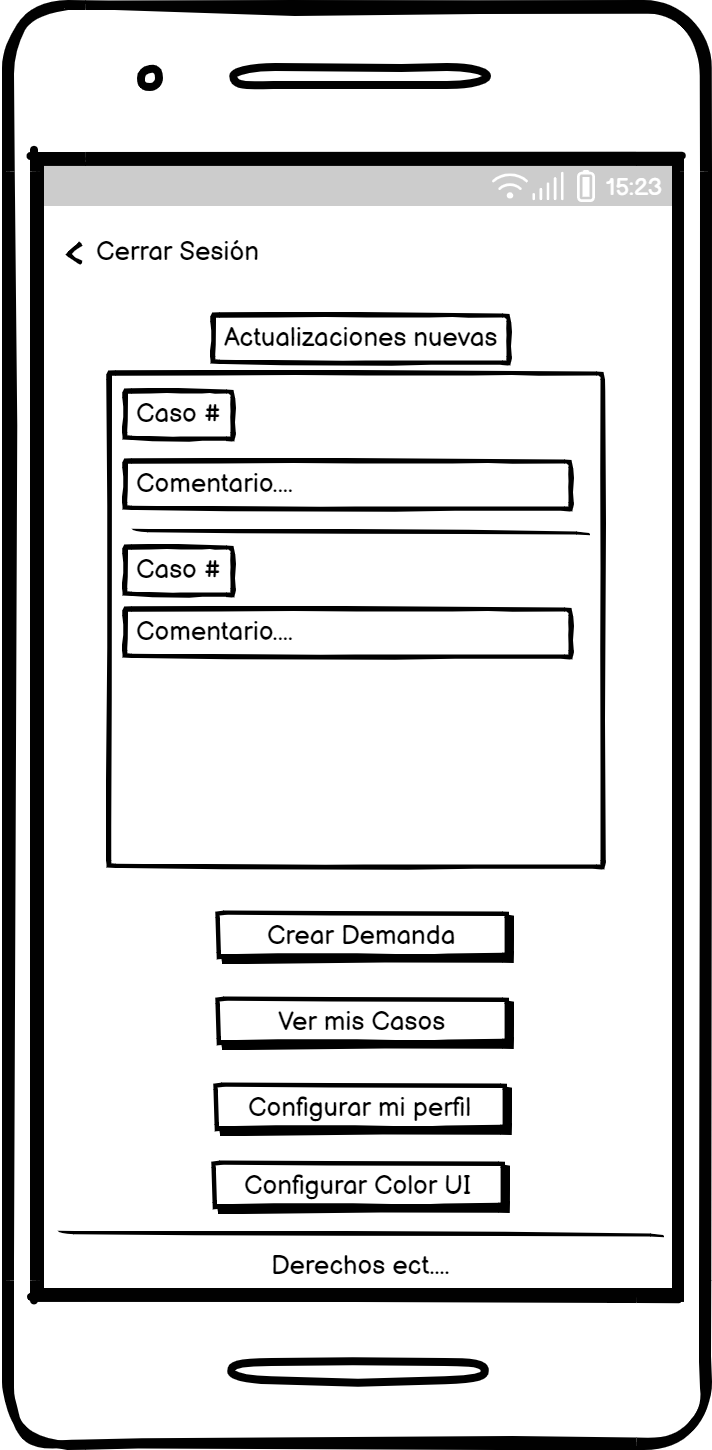 15:23
Cerrar Sesión
Actualizaciones nuevas
Caso #
Comentario....
Caso #
Comentario....
Crear Demanda
Ver mis Casos
Configurar mi perfil
Configurar Color UI
Derechos ect....